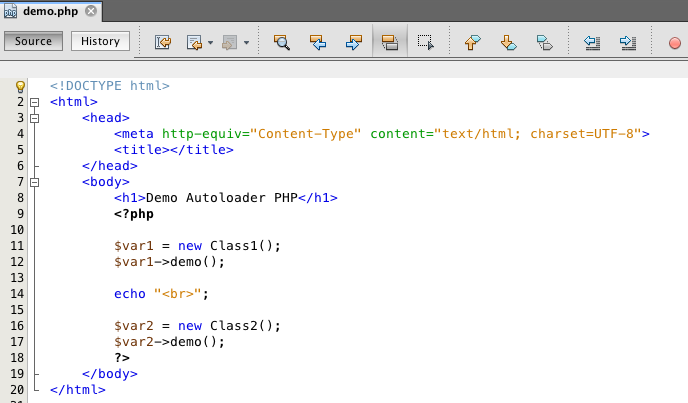 demo.php
Source History
<!DOCTYPE html>
2 <html>
3 <head>
4 <meta http-equiv="Content-Type" content="text/html; charset=UTF-8">
5 <title></title>
6 </head>
7 <body>
8 <h1>Demo Autoloader PHP</h1>
9 <?php
10
11 $var1 = new Class1();
12 $var1->demo();
13
14 echo "<br>";
15
16 $var2 = new Class2();
17 $var2->demo();
18 ?>
19 </body>
20 </html>